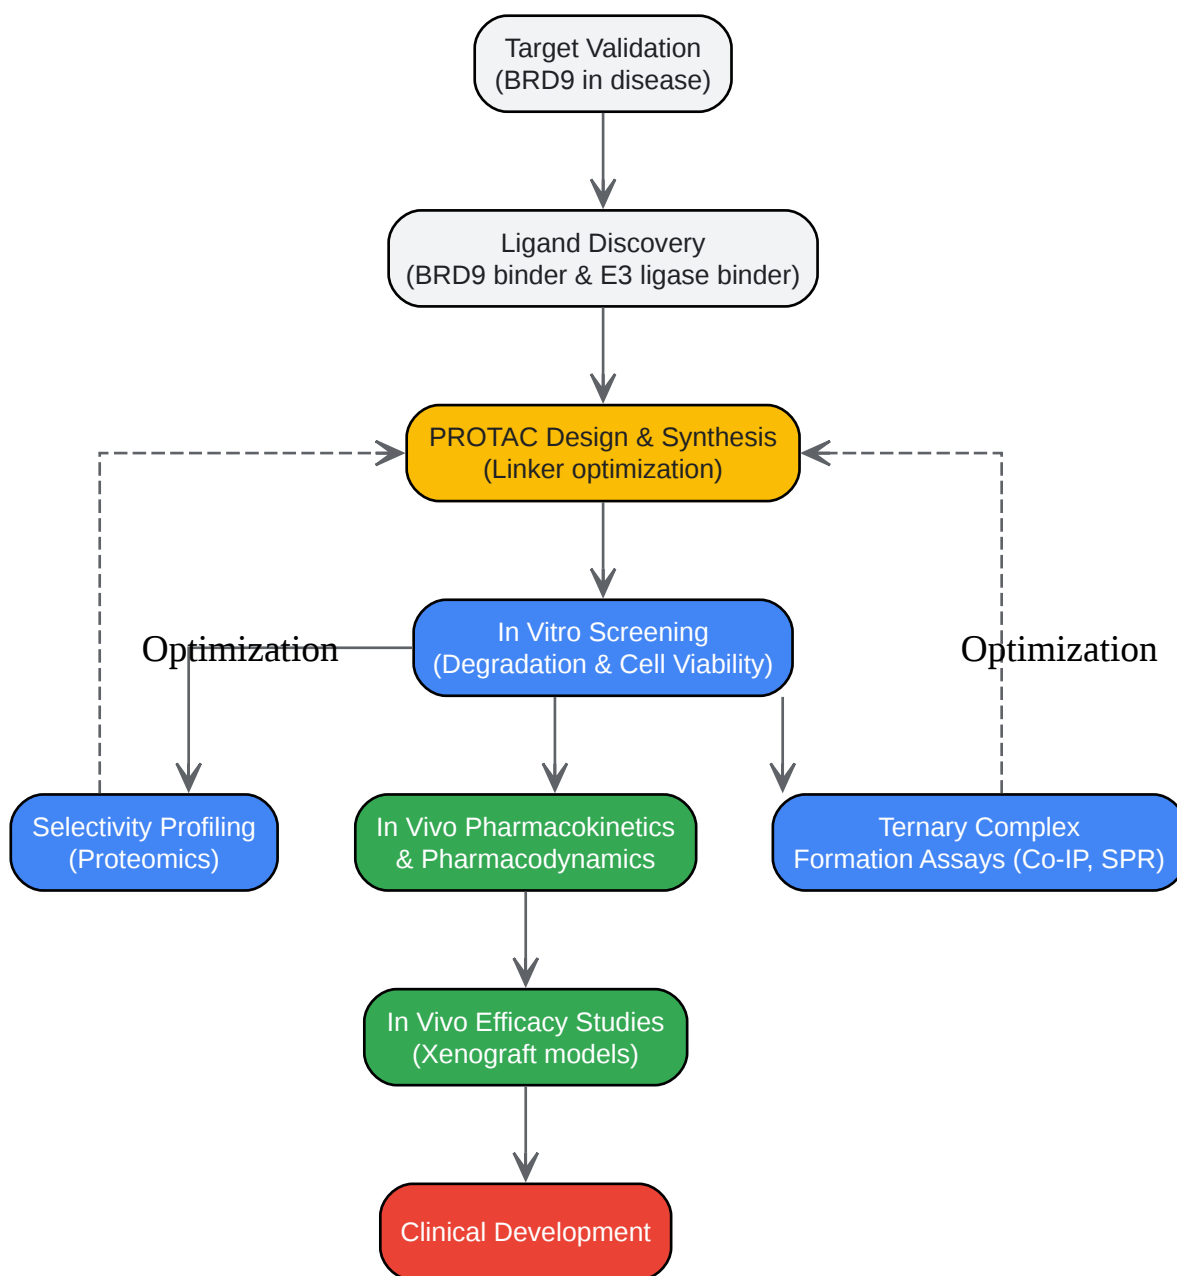 Target Validation
(BRD9 in disease)
Ligand Discovery
(BRD9 binder & E3 ligase binder)
PROTAC Design & Synthesis
(Linker optimization)
In Vitro Screening
(Degradation & Cell Viability)
Optimization
Optimization
Selectivity Profiling
(Proteomics)
In Vivo Pharmacokinetics
& Pharmacodynamics
Ternary Complex
Formation Assays (Co-IP, SPR)
In Vivo Efficacy Studies
(Xenograft models)
Clinical Development